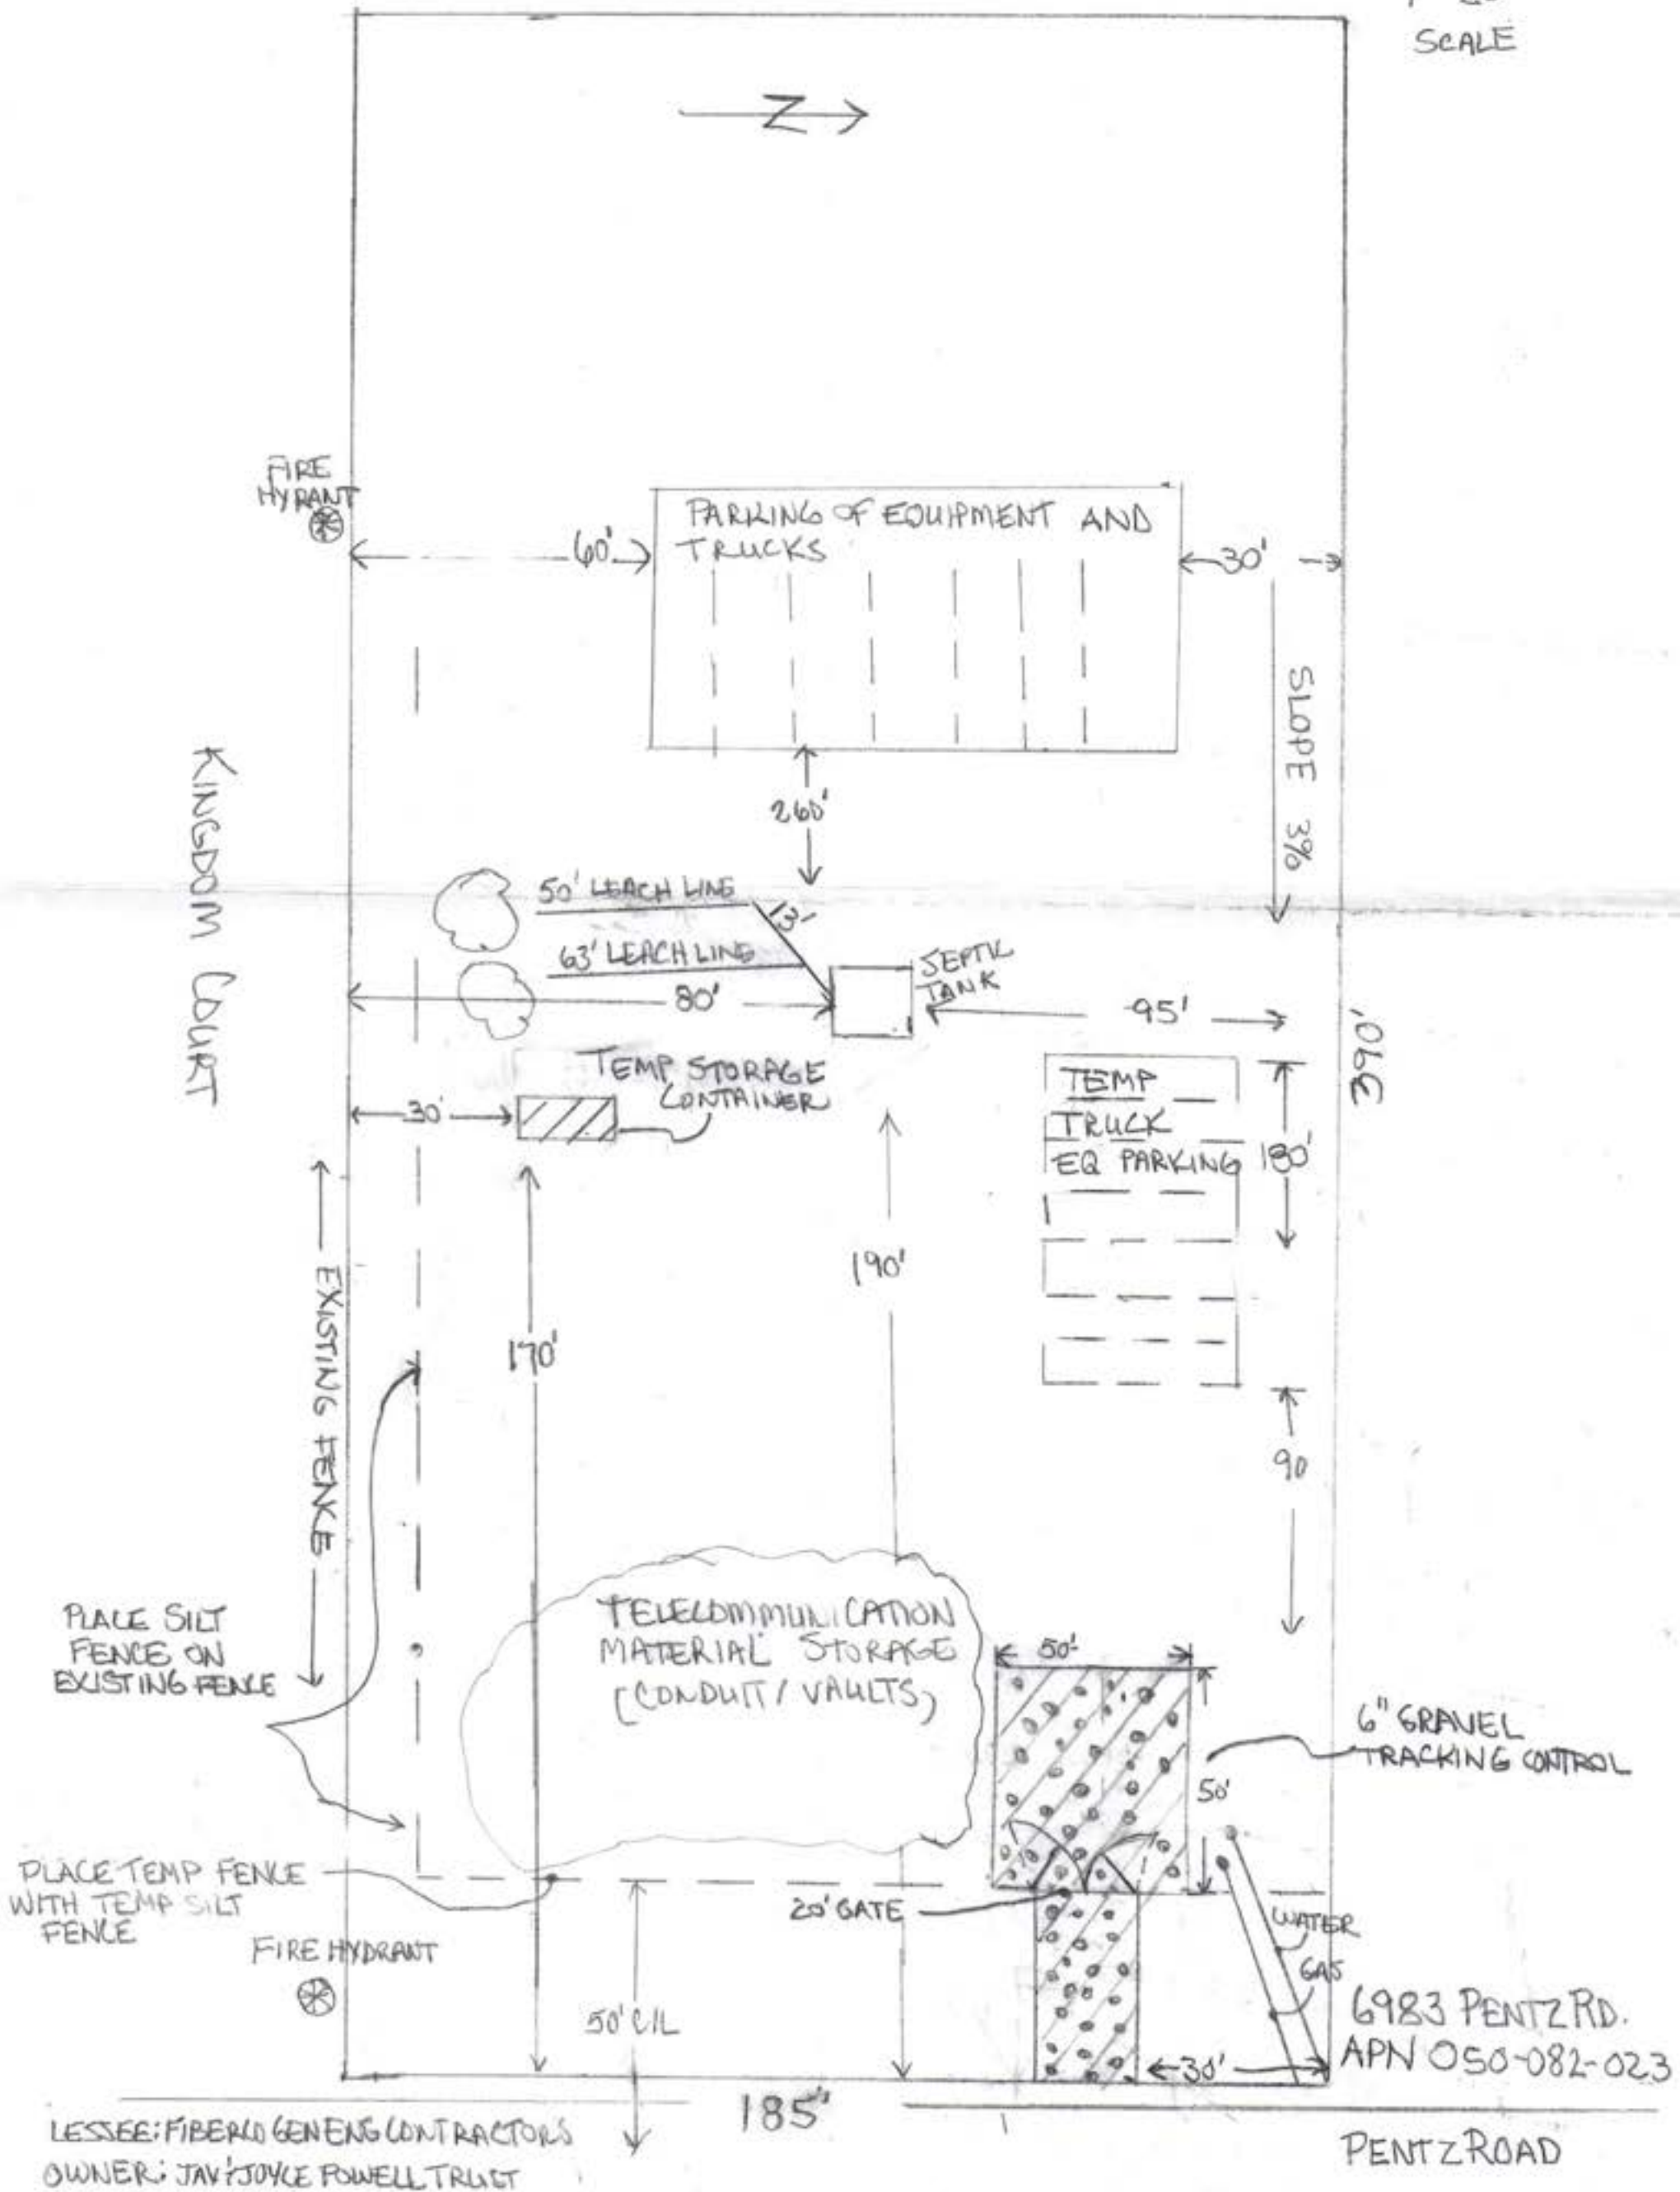 SCALE
N
FIRE
HYRANT
PARKING OF EQUIPMENT AND
TRUCKS
60'
30'
SLOPE 3%
260'
KINGDOM COURT
50' LEACH LINE
13'
63' LEACH LINE
SEPTIC
TANK
80'
95'
390'
TEMP STORAGE
CONTAINER
30'
TEMP
TRUCK
EQ PARKING
180'
EXISTING FENCE
190'
170'
90
PLACE SILT
FENCE ON
EXISTING FENCE
TELECOMMUNICATION
MATERIAL STORAGE
(CONDUIT / VAULTS)
50'
6" GRAVEL
TRACKING CONTROL
50'
PLACE TEMP FENCE
WITH TEMP SILT
FENCE
20' GATE
WATER
GAS
FIRE HYDRANT
50' C/L
6983 PENTZ RD.
APN 050-082-023
30'
185'
LESSEE: FIBERCO GEN ENG CONTRACTORS
OWNER: JOYCE POWELL TRUST
PENTZ ROAD